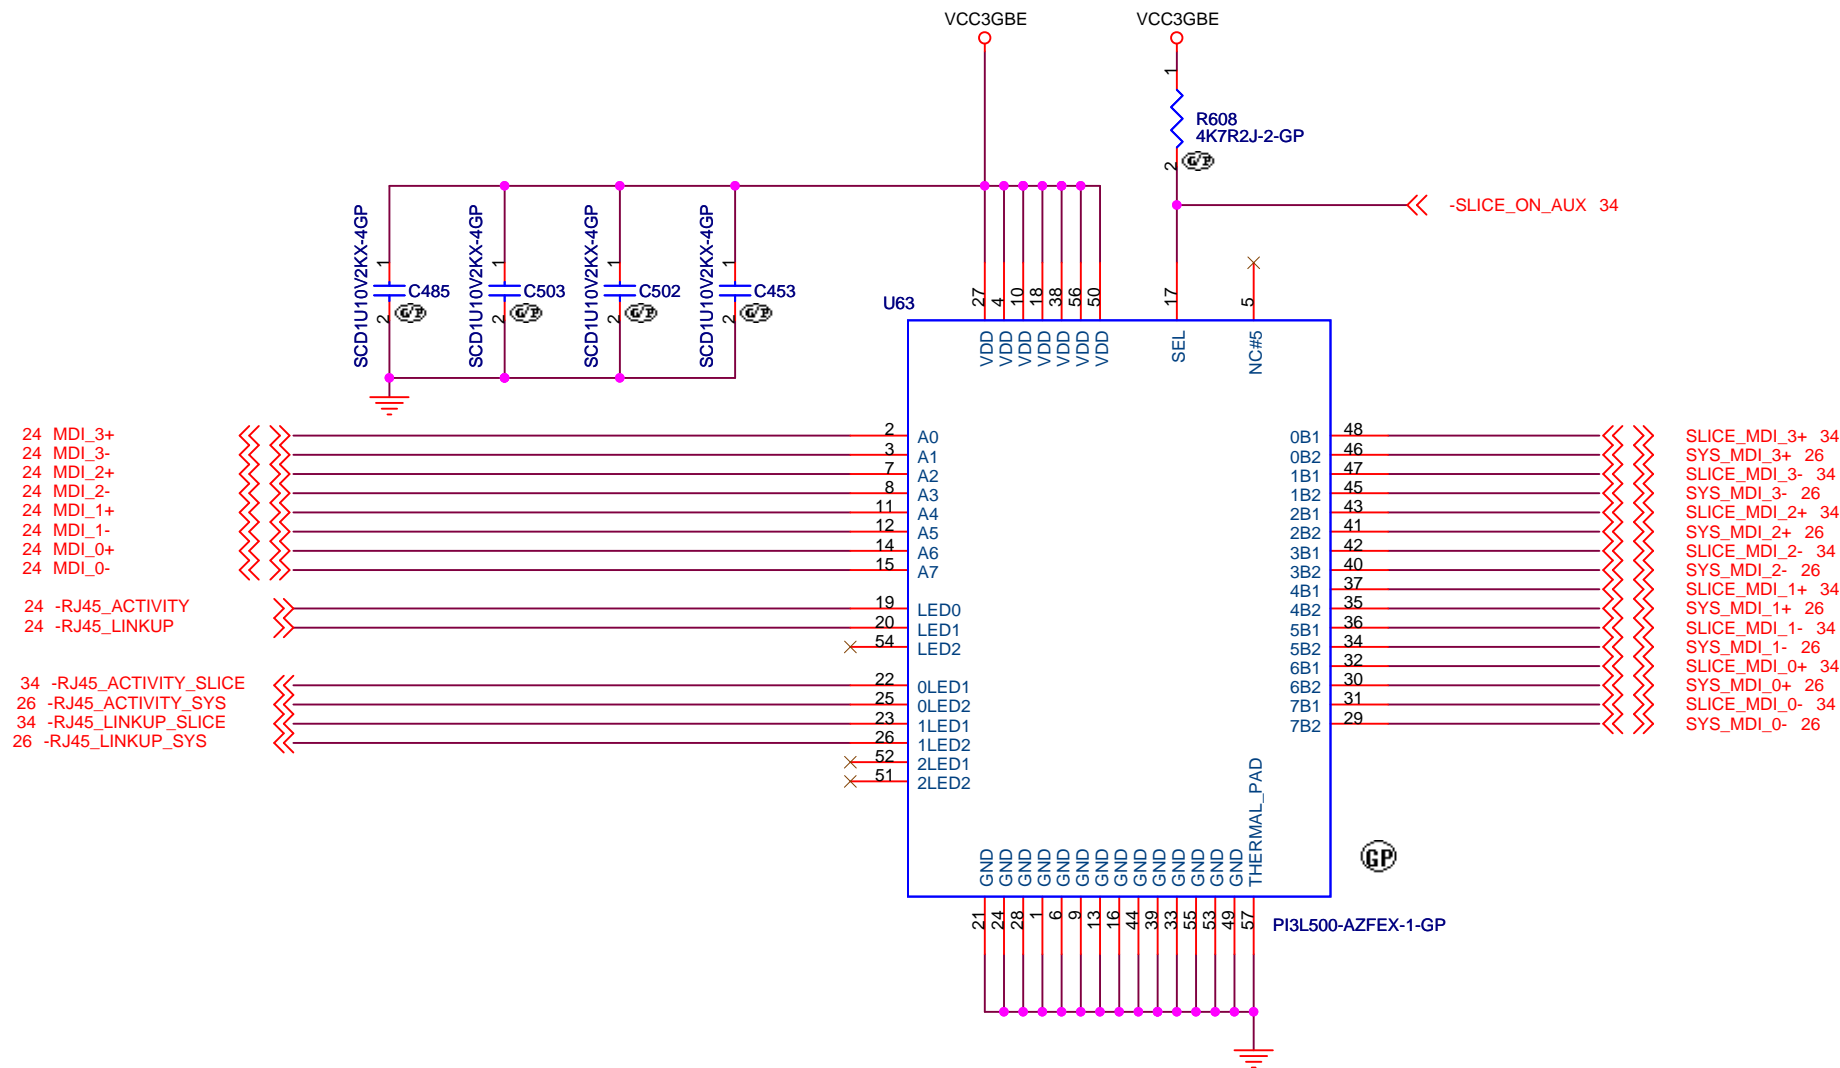 VCC3GBE
VCC3GBE
1
R608
4K7R2J-2-GP
2
G/P
-SLICE_ON_AUX 34
SCD1U10V2KX-4GP
1
C485
2
G/P
SCD1U10V2KX-4GP
1
C503
2
G/P
SCD1U10V2KX-4GP
1
C502
2
G/P
SCD1U10V2KX-4GP
1
C453
2
G/P
U63
27 4 10 18 38 56 50 17 5
VDD VDD VDD VDD VDD VDD VDD SEL NC#5
24 MDI_3+ 2 A0
24 MDI_3- 3 A1
24 MDI_2+ 7 A2
24 MDI_2- 8 A3
24 MDI_1+ 11 A4
24 MDI_1- 12 A5
24 MDI_0+ 14 A6
24 MDI_0- 15 A7
24 -RJ45_ACTIVITY 19 LED0
24 -RJ45_LINKUP 20 LED1
54 LED2
34 -RJ45_ACTIVITY_SLICE 22 0LED1
26 -RJ45_ACTIVITY_SYS 25 0LED2
34 -RJ45_LINKUP_SLICE 23 1LED1
26 -RJ45_LINKUP_SYS 26 1LED2
52 2LED1
51 2LED2
0B1 48 SLICE_MDI_3+ 34
0B2 46 SYS_MDI_3+ 26
1B1 47 SLICE_MDI_3- 34
1B2 45 SYS_MDI_3- 26
2B1 43 SLICE_MDI_2+ 34
2B2 41 SYS_MDI_2+ 26
3B1 42 SLICE_MDI_2- 34
3B2 40 SYS_MDI_2- 26
4B1 37 SLICE_MDI_1+ 34
4B2 35 SYS_MDI_1+ 26
5B1 36 SLICE_MDI_1- 34
5B2 34 SYS_MDI_1- 26
6B1 32 SLICE_MDI_0+ 34
6B2 30 SYS_MDI_0+ 26
7B1 31 SLICE_MDI_0- 34
7B2 29 SYS_MDI_0- 26
GND GND GND GND GND GND GND GND GND GND GND GND GND GND THERMAL_PAD
21 24 28 1 6 9 13 16 44 39 33 55 53 49 57
GP
PI3L500-AZFEX-1-GP